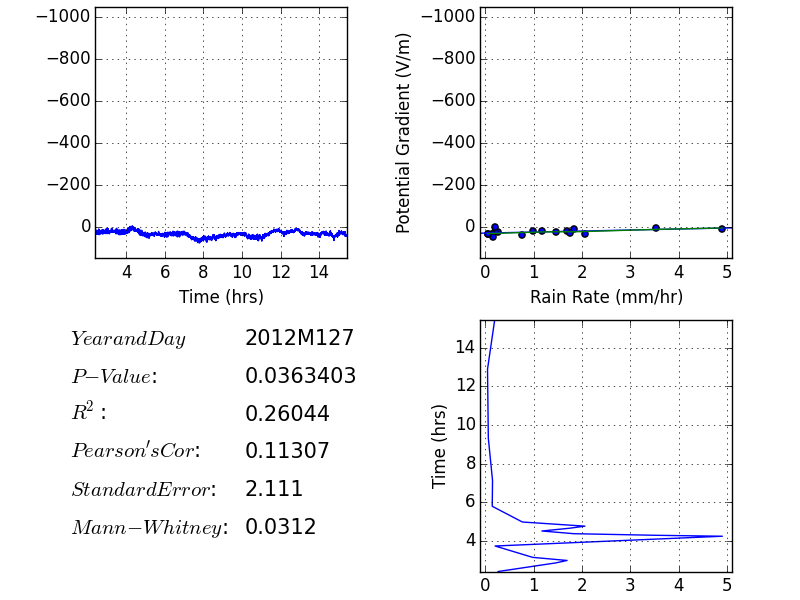 −1000
−800
−600
−400
−200
0
4 6 8 10 12 14
Time (hrs)
Potential Gradient (V/m)
−1000
−800
−600
−400
−200
0
0 1 2 3 4 5
Rain Rate (mm/hr)
YearandDay 2012M127
P−Value: 0.0363403
R² : 0.26044
Pearson′sCor: 0.11307
StandardError: 2.111
Mann−Whitney: 0.0312
Time (hrs)
14
12
10
8
6
4
0 1 2 3 4 5